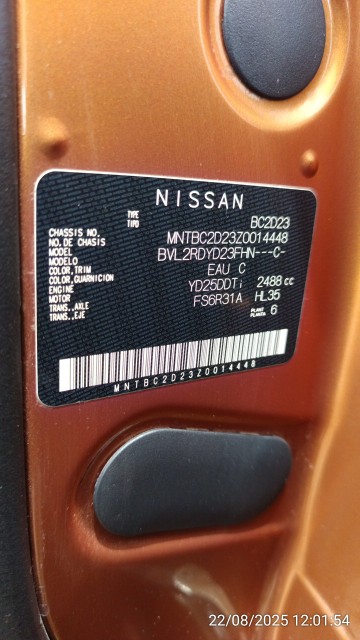 NISSAN
TYPE
TIPO BC2D23
CHASSIS NO.
NO. DE CHASIS MNTBC2D23Z0014448
MODEL
MODELO BVL2RDYD23FHN---C-
COLOR,TRIM
COLOR,GUARNICION EAU C
ENGINE
MOTOR YD25DDTi 2488 cc
TRANS.,AXLE
TRANS.,EJE FS6R31A HL35
PLANT
PLANTA 6
MNTBC2D23Z0014448
22/08/2025 12:01:54